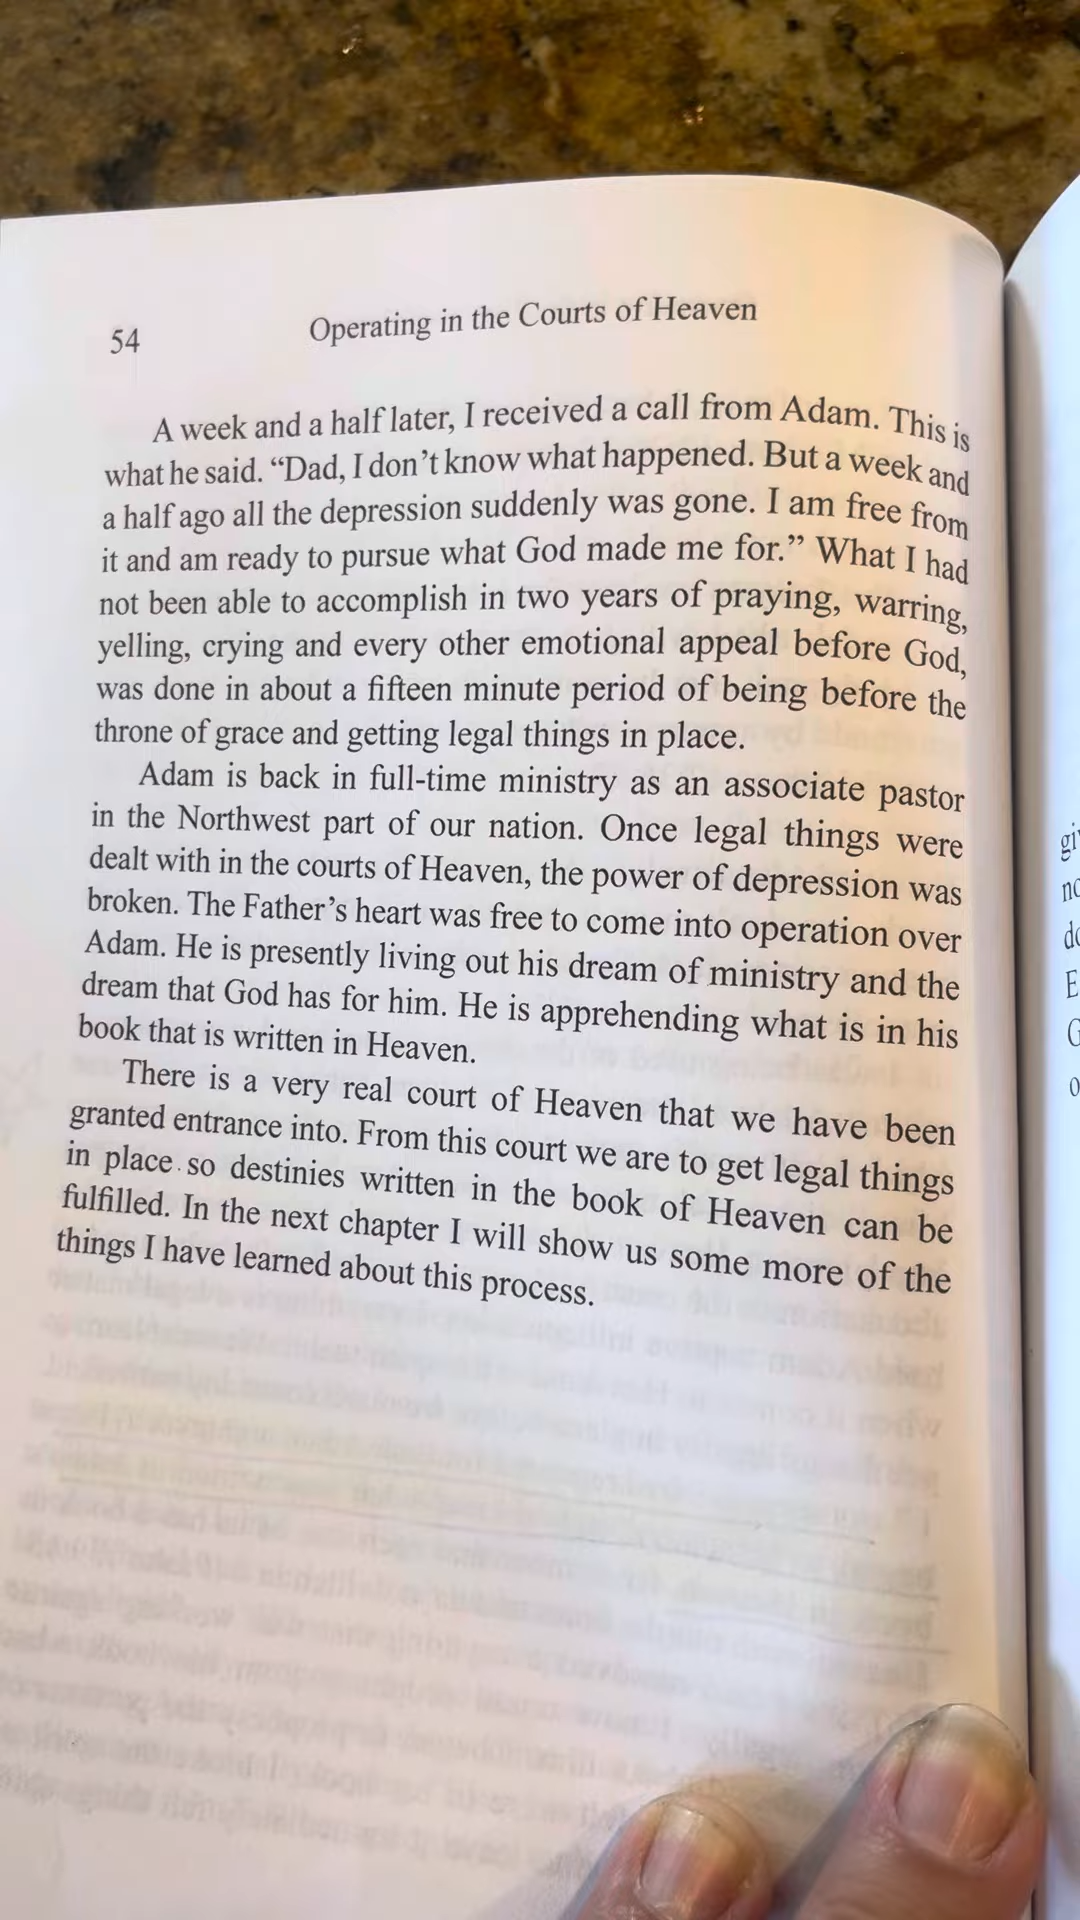 54
Operating in the Courts of Heaven
A week and a half later, I received a call from Adam. This is
what he said. “Dad, I don’t know what happened. But a week and
a half ago all the depression suddenly was gone. I am free from
it and am ready to pursue what God made me for.” What I had
not been able to accomplish in two years of praying, warring,
yelling, crying and every other emotional appeal before God,
was done in about a fifteen minute period of being before the
throne of grace and getting legal things in place.
Adam is back in full-time ministry as an associate pastor
in the Northwest part of our nation. Once legal things were
dealt with in the courts of Heaven, the power of depression was
broken. The Father’s heart was free to come into operation over
Adam. He is presently living out his dream of ministry and the
dream that God has for him. He is apprehending what is in his
book that is written in Heaven.
There is a very real court of Heaven that we have been
granted entrance into. From this court we are to get legal things
in place so destinies written in the book of Heaven can be
fulfilled. In the next chapter I will show us some more of the
things I have learned about this process.